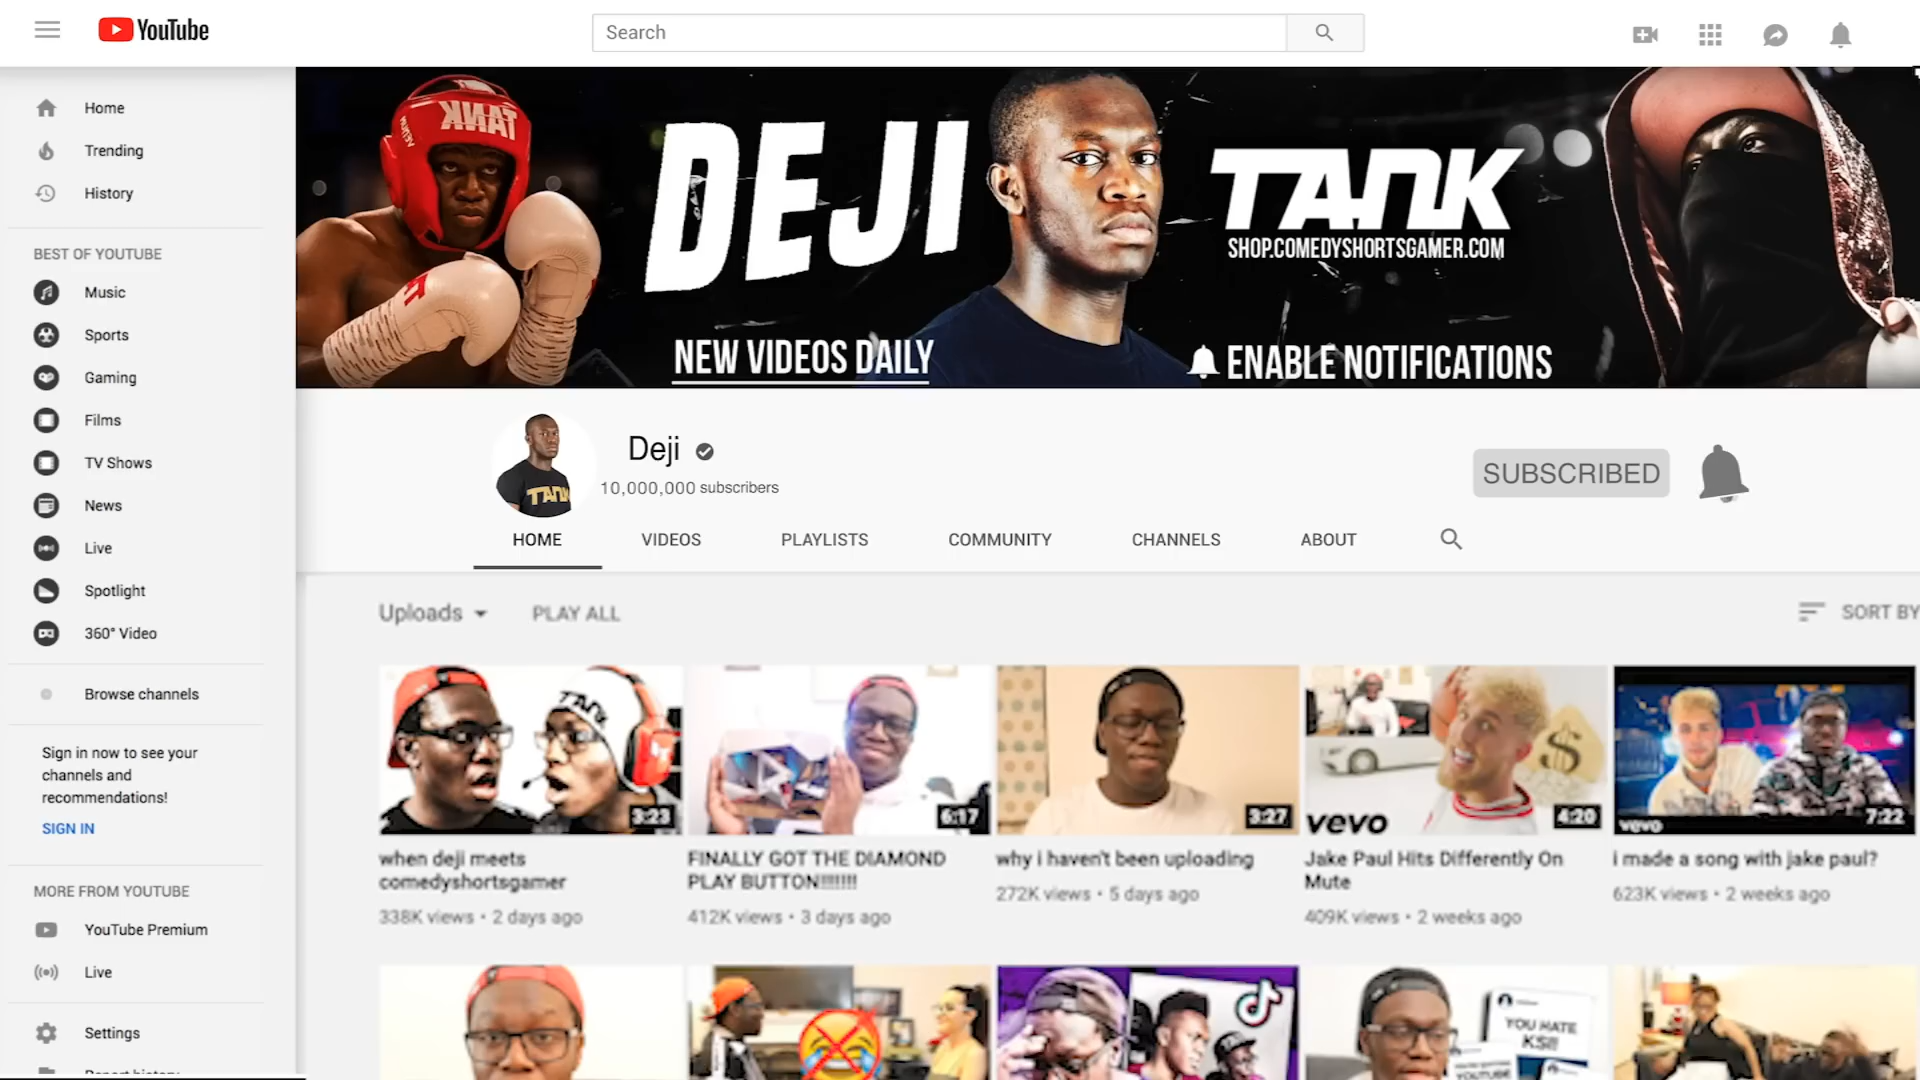 YouTube
Search
Home
Trending
History
BEST OF YOUTUBE
Music
Sports
Gaming
Films
TV Shows
News
Live
Spotlight
360° Video
Browse channels
Sign in now to see your
channels and
recommendations!
SIGN IN
MORE FROM YOUTUBE
YouTube Premium
Live
Settings
Report history
TANK
DEJI
TANK
SHOP.COMEDYSHORTSGAMER.COM
NEW VIDEOS DAILY
ENABLE NOTIFICATIONS
TANK
Deji
10,000,000 subscribers
SUBSCRIBED
HOME VIDEOS PLAYLISTS COMMUNITY CHANNELS ABOUT
Uploads PLAY ALL SORT BY
TANK
3:23
when deji meets
comedyshortsgamer
338K views • 2 days ago
6:17
FINALLY GOT THE DIAMOND
PLAY BUTTON!!!!!!!
412K views • 3 days ago
3:27
why i haven't been uploading
272K views • 5 days ago
$
vevo
4:20
Jake Paul Hits Differently On
Mute
409K views • 2 weeks ago
vevo
7:22
i made a song with jake paul?
623K views • 2 weeks ago
YOU HATE
KSI!